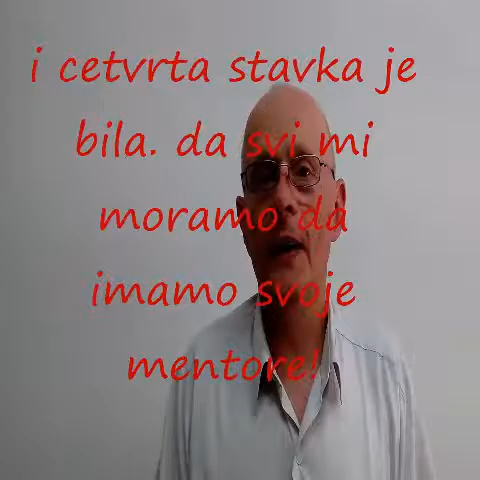 i cetvrta stavka je
bila. da svi mi
moramo da
imamo svoje
mentore!